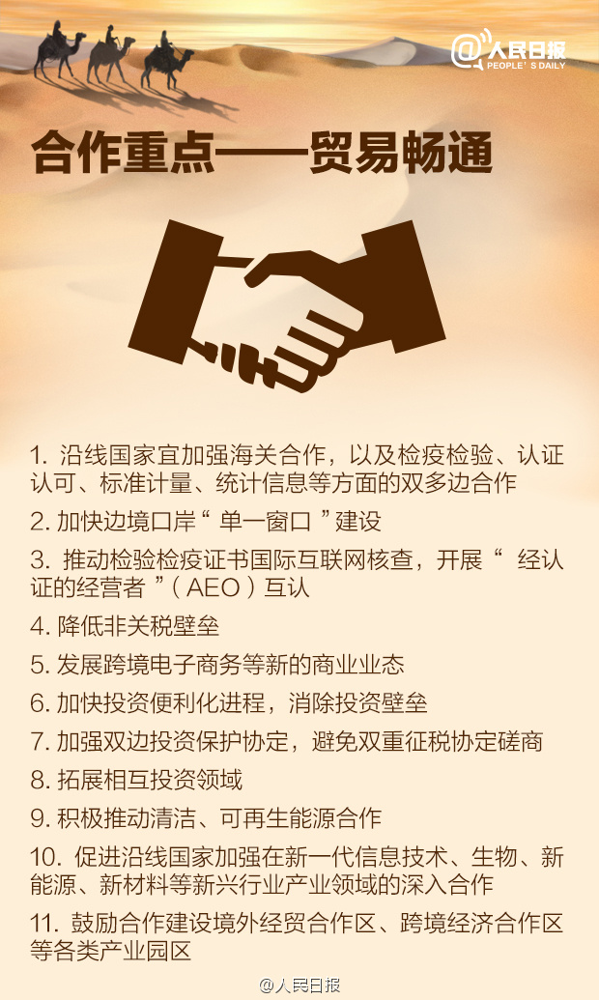 @人民日报
PEOPLE'S DAILY
合作重点——贸易畅通
1. 沿线国家宜加强海关合作，以及检疫检验、认证
认可、标准计量、统计信息等方面的双多边合作
2. 加快边境口岸“单一窗口”建设
3. 推动检验检疫证书国际互联网核查，开展“经认
证的经营者”（AEO）互认
4. 降低非关税壁垒
5. 发展跨境电子商务等新的商业业态
6. 加快投资便利化进程，消除投资壁垒
7. 加强双边投资保护协定，避免双重征税协定磋商
8. 拓展相互投资领域
9. 积极推动清洁、可再生能源合作
10. 促进沿线国家加强在新一代信息技术、生物、新
能源、新材料等新兴行业产业领域的深入合作
11. 鼓励合作建设境外经贸合作区、跨境经济合作区
等各类产业园区
@人民日报